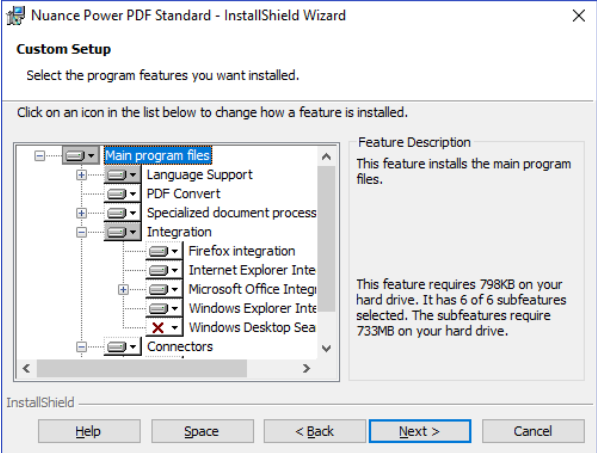 Nuance Power PDF Standard - InstallShield Wizard
Custom Setup
Select the program features you want installed.
Click on an icon in the list below to change how a feature is installed.
Main program files
Language Support
PDF Convert
Specialized document process
Integration
Firefox integration
Internet Explorer Inte
Microsoft Office Integr
Windows Explorer Inte
Windows Desktop Sea
Connectors
Feature Description
This feature installs the main program
files.
This feature requires 798KB on your
hard drive. It has 6 of 6 subfeatures
selected. The subfeatures require
733MB on your hard drive.
InstallShield
Help
Space
< Back
Next >
Cancel